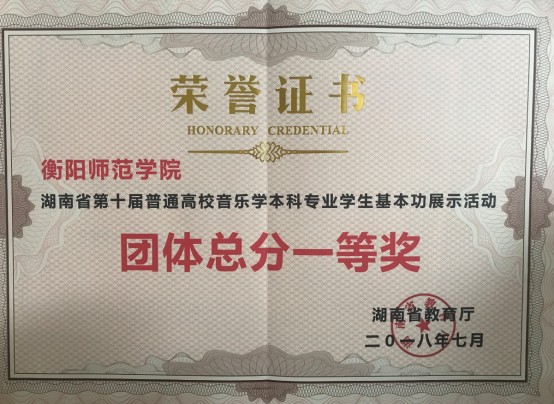 荣誉证书
HONORARY CREDENTIAL
衡阳师范学院
湖南省第十届普通高校音乐学本科专业学生基本功展示活动
团体总分一等奖
湖南省教育厅
二〇一八年七月